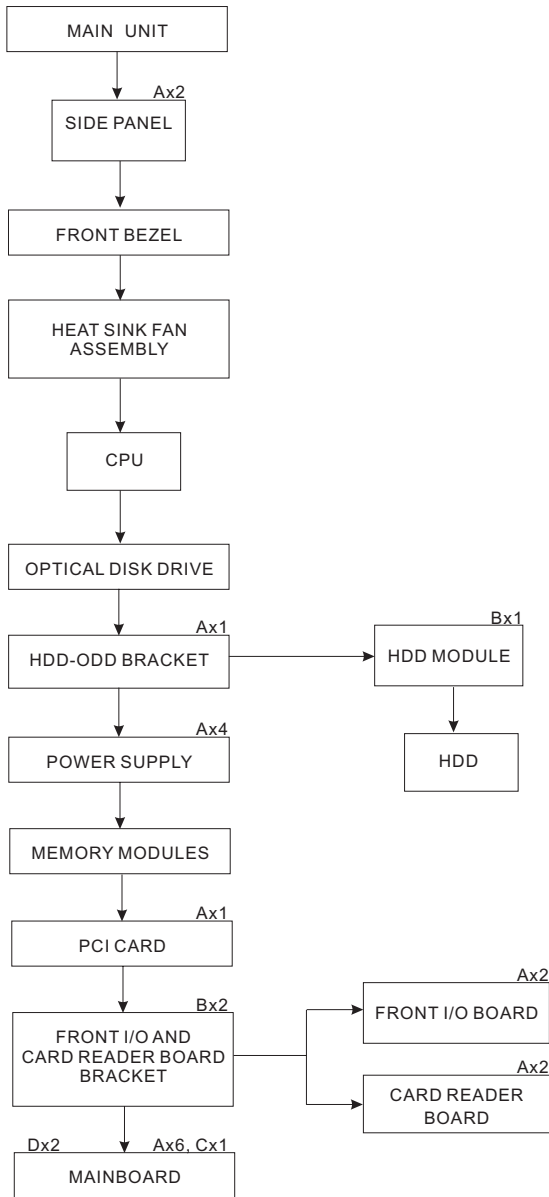 MAIN UNIT
Ax2
SIDE PANEL
FRONT BEZEL
HEAT SINK FAN
ASSEMBLY
CPU
OPTICAL DISK DRIVE
Ax1
HDD-ODD BRACKET
Bx1
HDD MODULE
HDD
Ax4
POWER SUPPLY
MEMORY MODULES
Ax1
PCI CARD
Bx2
FRONT I/O AND
CARD READER BOARD
BRACKET
Ax2
FRONT I/O BOARD
Ax2
CARD READER
BOARD
Dx2 Ax6, Cx1
MAINBOARD